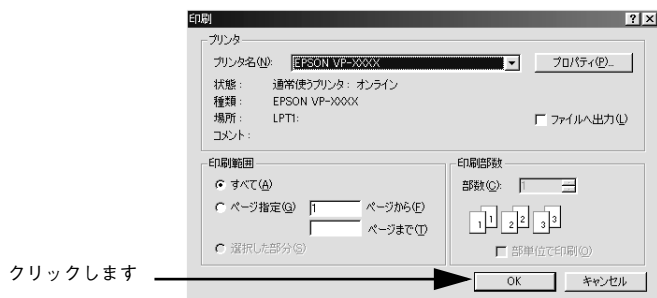 印刷
プリンタ
プリンタ名(N): EPSON VP-XXXX プロパティ(P)...
状態： 通常使うプリンタ： オンライン
種類： EPSON VP-XXXX
場所： LPT1:
コメント：
ファイルへ出力(L)
印刷範囲
すべて(A)
ページ指定(G) 1 ページから(F)
ページまで(T)
選択した部分(S)
印刷部数
部数(C): 1
1 1 2 2 3 3
部単位で印刷(O)
クリックします
OK キャンセル